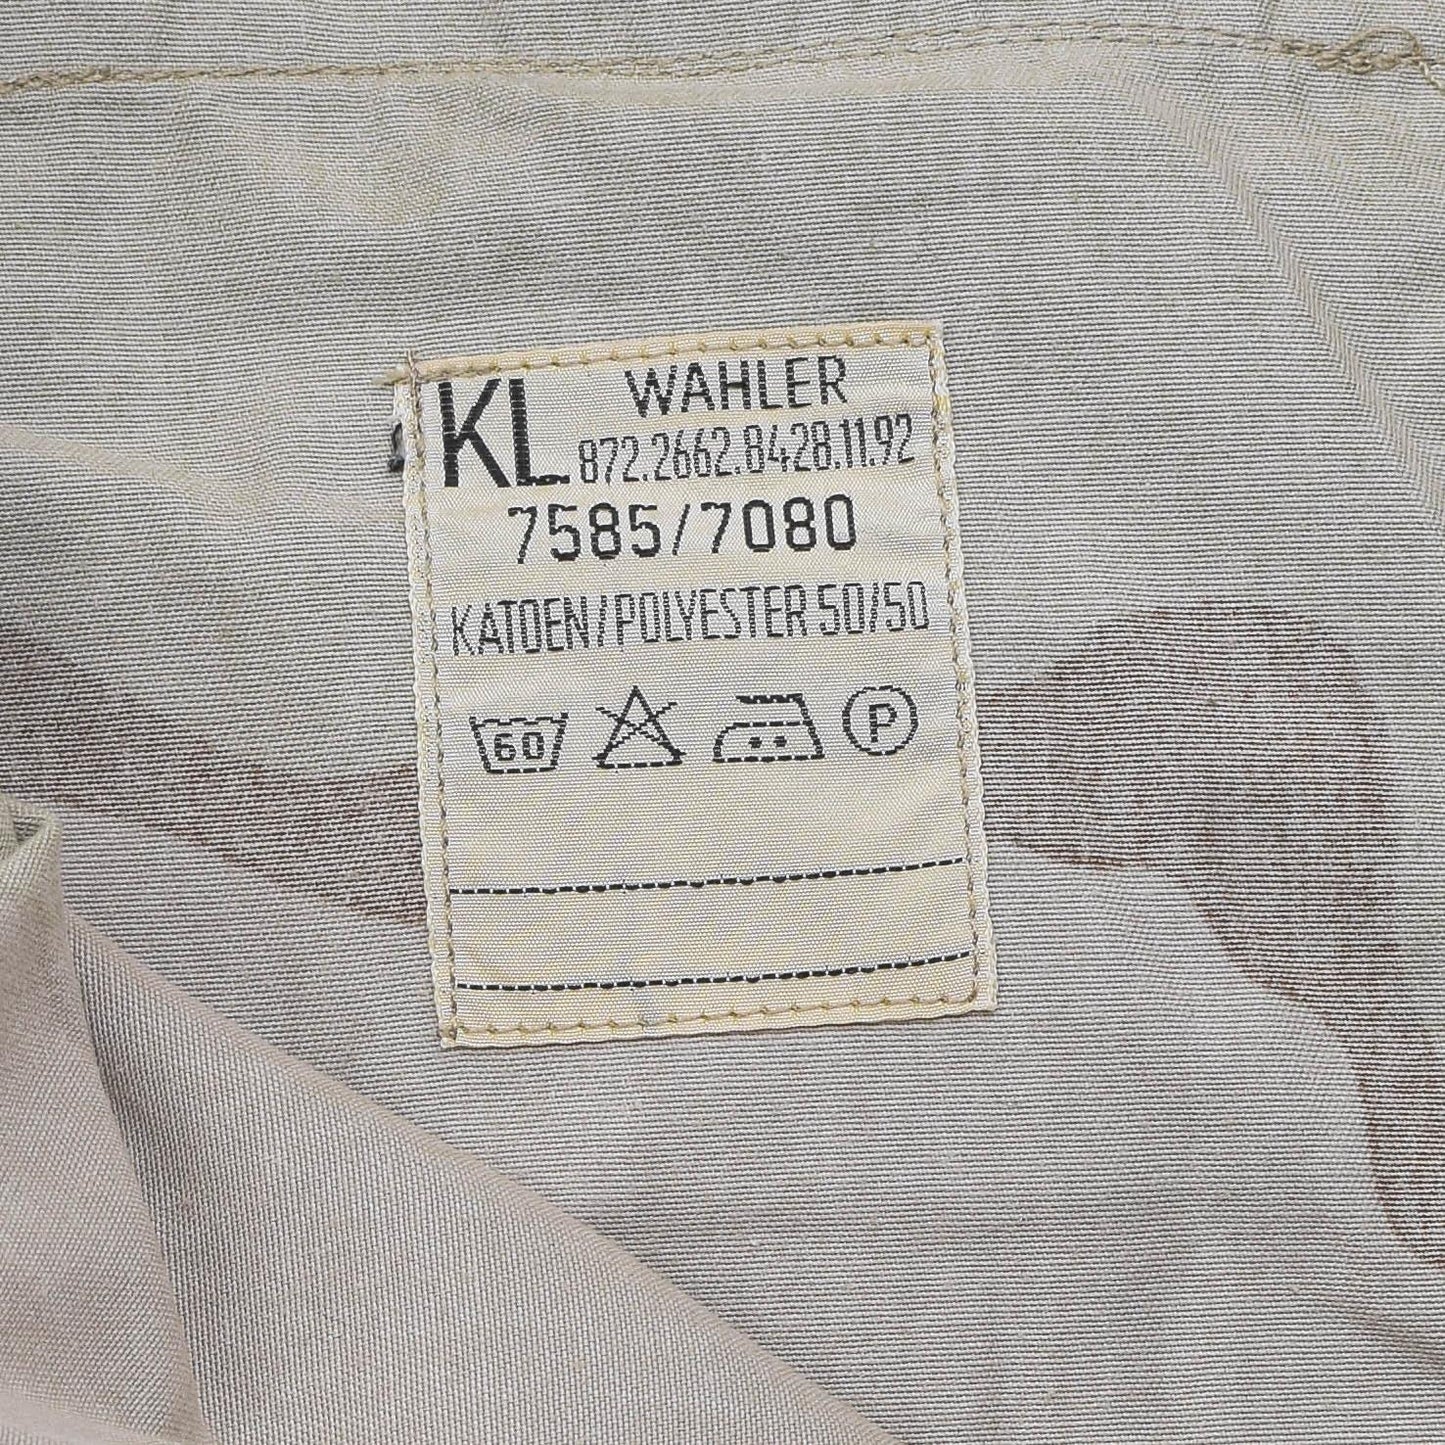 KL WAHLER
872.2662.8428.11.92
7585/7080
KATOEN/POLYESTER 50/50
60 P